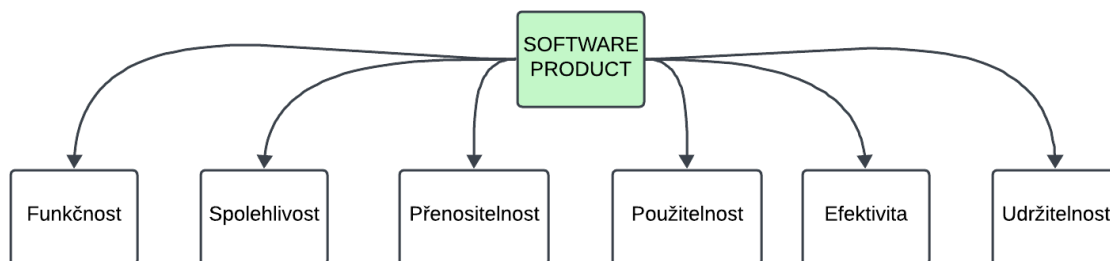 SOFTWARE
PRODUCT
Funkčnost
Spolehlivost
Přenositelnost
Použitelnost
Efektivita
Udržitelnost